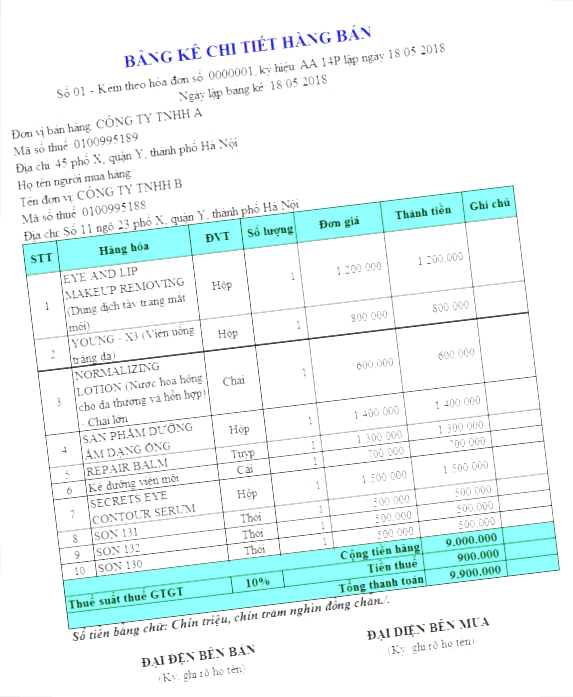 BẢNG KÊ CHI TIẾT HÀNG BÁN
Số 01 - Kèm theo hóa đơn số 0000001, ký hiệu AA 14P lập ngày 18 05 2018
Ngày lập bảng kê 18 05 2018
Đơn vị bán hàng CÔNG TY TNHH A
Mã số thuế 0100995189
Địa chỉ 45 phố X, quận Y, thành phố Hà Nội
Họ tên người mua hàng
Tên đơn vị CÔNG TY TNHH B
Mã số thuế 0100995188
Địa chỉ Số 11 ngõ 23 phố X, quận Y, thành phố Hà Nội
STT Hàng hóa ĐVT Số lượng Đơn giá Thành tiền Ghi chú
1 EYE AND LIP MAKEUP REMOVING (Dung dịch tẩy trang mắt môi) Hộp 1 1.200.000 1.200.000
2 YOUNG - X3 (Viên uống trắng da) Hộp 1 800.000 800.000
3 NORMALIZING LOTION (Nước hoa hồng cho da thường và hỗn hợp) - Chai lớn Chai 1 600.000 600.000
4 SẢN PHẨM DƯỠNG ẨM DẠNG ỐNG Hộp 1 1.400.000 1.400.000
5 REPAIR BALM Tuýp 1 1.300.000 1.300.000
6 Kẻ dưỡng viền môi Cái 1 700.000 700.000
7 SECRETS EYE CONTOUR SERUM Hộp 1 1.500.000 1.500.000
8 SON 131 Thỏi 1 500.000 500.000
9 SON 132 Thỏi 1 500.000 500.000
10 SON 130 Thỏi 1 500.000 500.000
Cộng tiền hàng 9.000.000
Thuế suất thuế GTGT 10% Tiền thuế 900.000
Tổng thanh toán 9.900.000
Số tiền bằng chữ: Chín triệu, chín trăm nghìn đồng chẵn./.
ĐẠI ĐỆN BÊN BÁN ĐẠI DIỆN BÊN MUA
(Ký, ghi rõ họ tên) (Ký, ghi rõ họ tên)